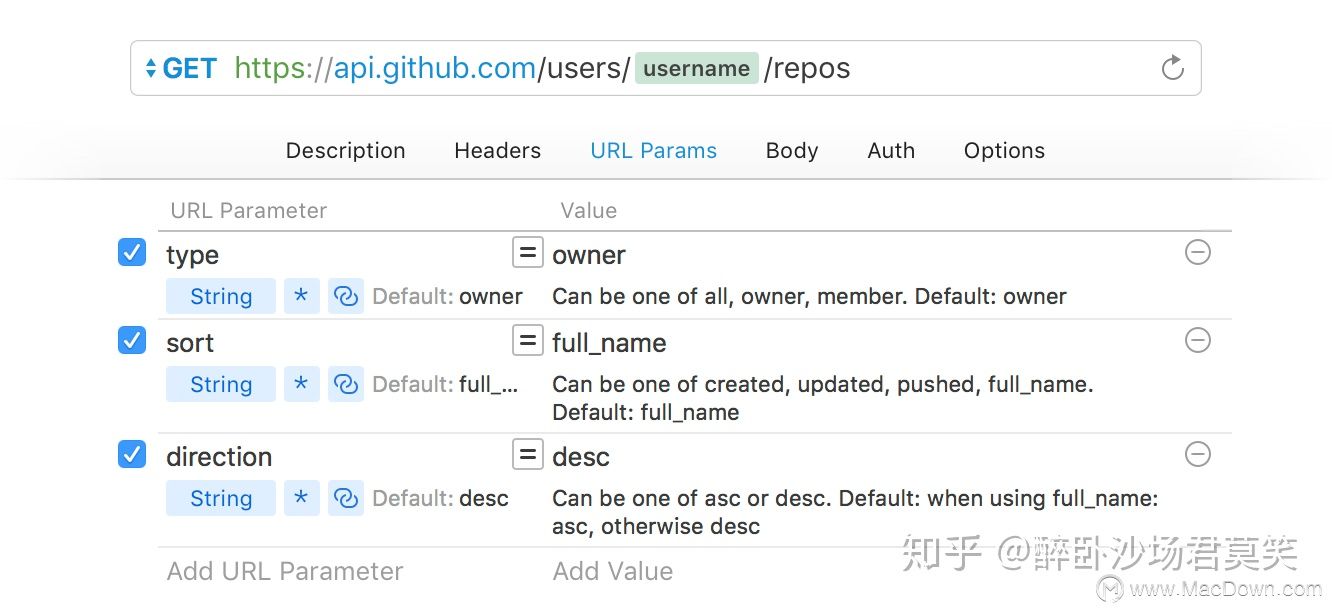 GET https://api.github.com/users/ username /repos
Description Headers URL Params Body Auth Options
URL Parameter Value
type = owner
String * Default: owner Can be one of all, owner, member. Default: owner
sort = full_name
String * Default: full_... Can be one of created, updated, pushed, full_name.
Default: full_name
direction = desc
String * Default: desc Can be one of asc or desc. Default: when using full_name:
asc, otherwise desc
Add URL Parameter Add Value
知乎 @醉卧沙场君莫笑
www.MacDown.com